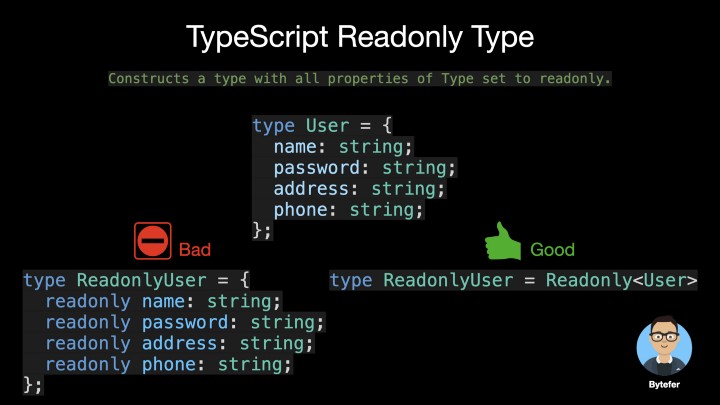 TypeScript Readonly Type
Constructs a type with all properties of Type set to readonly.
type User = {
  name: string;
  password: string;
  address: string;
  phone: string;
};
Bad
type ReadonlyUser = {
  readonly name: string;
  readonly password: string;
  readonly address: string;
  readonly phone: string;
};
Good
type ReadonlyUser = Readonly<User>
Bytefer